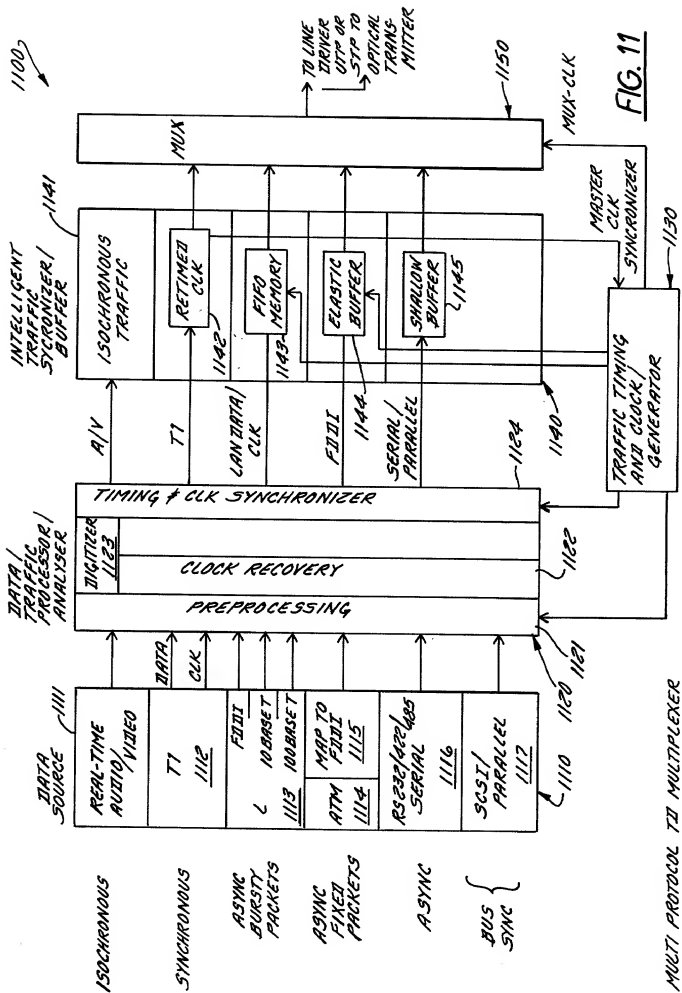 1100
DATA
SOURCE
1111
DATA/
TRAFFIC
PROCESSOR/
ANALYSER
INTELLIGENT
TRAFFIC
SYCRONIZER/
BUFFER
1141
ISOCHRONOUS
REAL-TIME
AUDIO/VIDEO
DIGITIZER
1123
A/V
ISOCHRONOUS
TRAFFIC
MUX
SYNCHRONOUS
T1
1112
DATA
CLK
T1
RETIMED
CLK
1142
ASYNC
BURSTY
PACKETS
L
1113
FDDI
10BASE T
100BASE T
LAN DATA/
CLK
FIFO
MEMORY
1143
TO LINE
DRIVER
UTP OR
STP TO
OPTICAL
TRANS-
MITTER
ASYNC
FIXED
PACKETS
ATM
1114
MAP TO
FDDI
1115
FDDI
ELASTIC
BUFFER
1144
ASYNC
RS232/422/485
SERIAL
1116
SERIAL/
PARALLEL
SHALLOW
BUFFER
1145
BUS
SYNC
SCSI/
PARALLEL
1117
PREPROCESSING
CLOCK RECOVERY
TIMING & CLK SYNCHRONIZER
1110
1120
1121
1122
1124
1140
1150
MASTER
CLK
SYNCRONIZER
MUX-CLK
TRAFFIC TIMING
AND CLOCK/
GENERATOR
1130
FIG. 11
MULTI PROTOCOL TD MULTIPLEXER